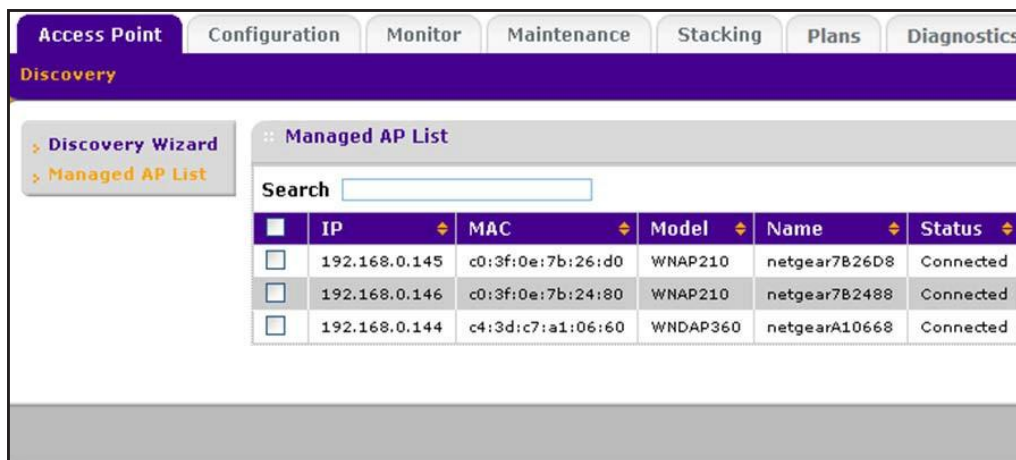 Access Point Configuration Monitor Maintenance Stacking Plans Diagnostics
Discovery
Discovery Wizard
Managed AP List
Managed AP List
Search
IP MAC Model Name Status
192.168.0.145 c0:3f:0e:7b:26:d0 WNAP210 netgear7B26D8 Connected
192.168.0.146 c0:3f:0e:7b:24:80 WNAP210 netgear7B2488 Connected
192.168.0.144 c4:3d:c7:a1:06:60 WNDAP360 netgearA10668 Connected